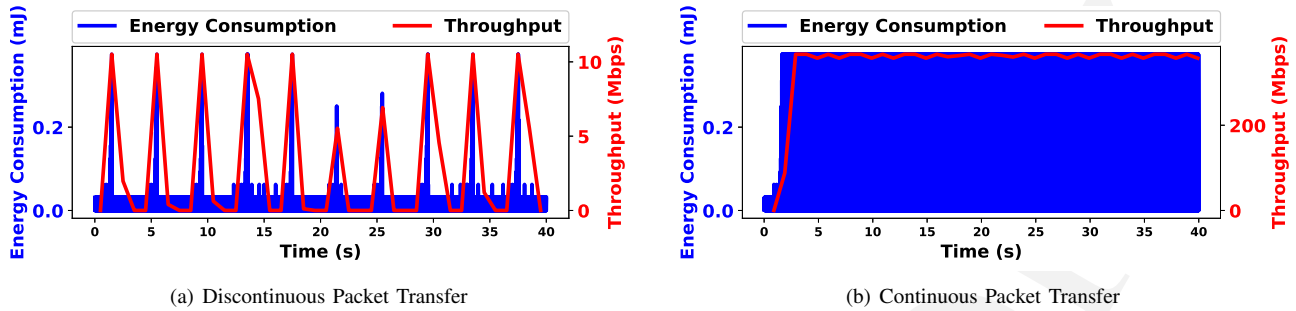 Energy Consumption Throughput
Energy Consumption (mJ)
0.2
0.0
10
5
0
Throughput (Mbps)
0 5 10 15 20 25 30 35 40
Time (s)
(a) Discontinuous Packet Transfer
Energy Consumption Throughput
Energy Consumption (mJ)
0.2
0.0
200
0
Throughput (Mbps)
0 5 10 15 20 25 30 35 40
Time (s)
(b) Continuous Packet Transfer